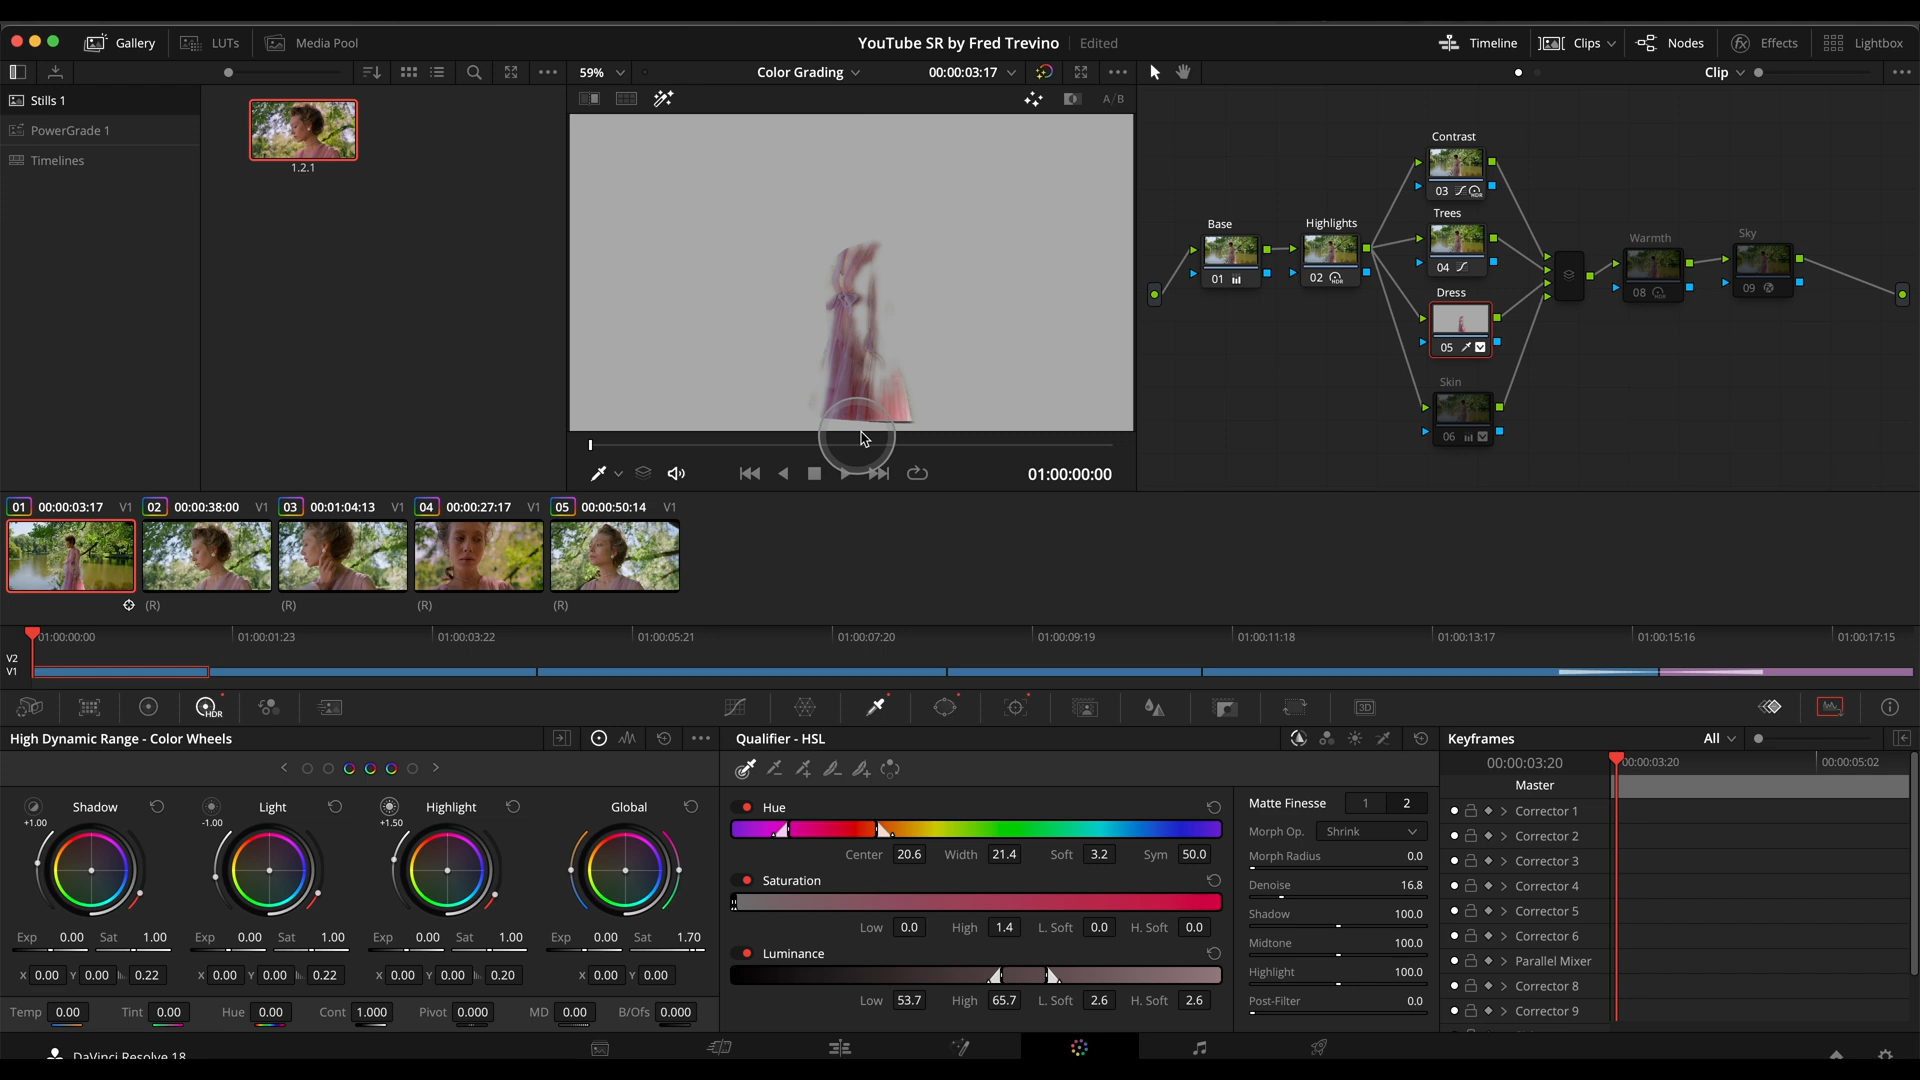 Gallery LUTs Media Pool YouTube SR by Fred Trevino Edited Timeline Clips Nodes Effects Lightbox
59% Color Grading 00:00:03:17 Clip
Stills 1
PowerGrade 1
Timelines
1.2.1
A/B
Contrast
03
Trees
04
Base
01
Highlights
02
Dress
05
Skin
06
Warmth
08
Sky
09
01:00:00:00
01 00:00:03:17 V1 02 00:00:38:00 V1 03 00:01:04:13 V1 04 00:00:27:17 V1 05 00:00:50:14 V1
(R) (R) (R) (R)
01:00:00:00 01:00:01:23 01:00:03:22 01:00:05:21 01:00:07:20 01:00:09:19 01:00:11:18 01:00:13:17 01:00:15:16 01:00:17:15
V2
V1
HDR 3D
High Dynamic Range - Color Wheels
Shadow Light Highlight Global
+1.00 -1.00 +1.50
Exp 0.00 Sat 1.00 Exp 0.00 Sat 1.00 Exp 0.00 Sat 1.00 Exp 0.00 Sat 1.70
X 0.00 Y 0.00 0.22 X 0.00 Y 0.00 0.22 X 0.00 Y 0.00 0.20 X 0.00 Y 0.00
Temp 0.00 Tint 0.00 Hue 0.00 Cont 1.000 Pivot 0.000 MD 0.00 B/Ofs 0.000
Qualifier - HSL
Hue
Center 20.6 Width 21.4 Soft 3.2 Sym 50.0
Saturation
Low 0.0 High 1.4 L. Soft 0.0 H. Soft 0.0
Luminance
Low 53.7 High 65.7 L. Soft 2.6 H. Soft 2.6
Matte Finesse 1 2
Morph Op. Shrink
Morph Radius 0.0
Denoise 16.8
Shadow 100.0
Midtone 100.0
Highlight 100.0
Post-Filter 0.0
Keyframes All
00:00:03:20 00:00:03:20 00:00:05:02
Master
Corrector 1
Corrector 2
Corrector 3
Corrector 4
Corrector 5
Corrector 6
Parallel Mixer
Corrector 8
Corrector 9
DaVinci Resolve 18